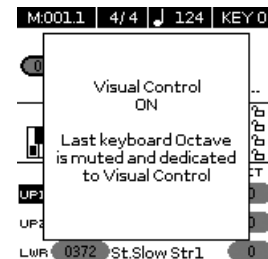 M:001.1 4/4 124 KEY 0
0
Visual Control
ON
..
Last keyboard Octave
is muted and dedicated
to Visual Control
UP1
UP2
LWR 0372 St.Slow Str1 0